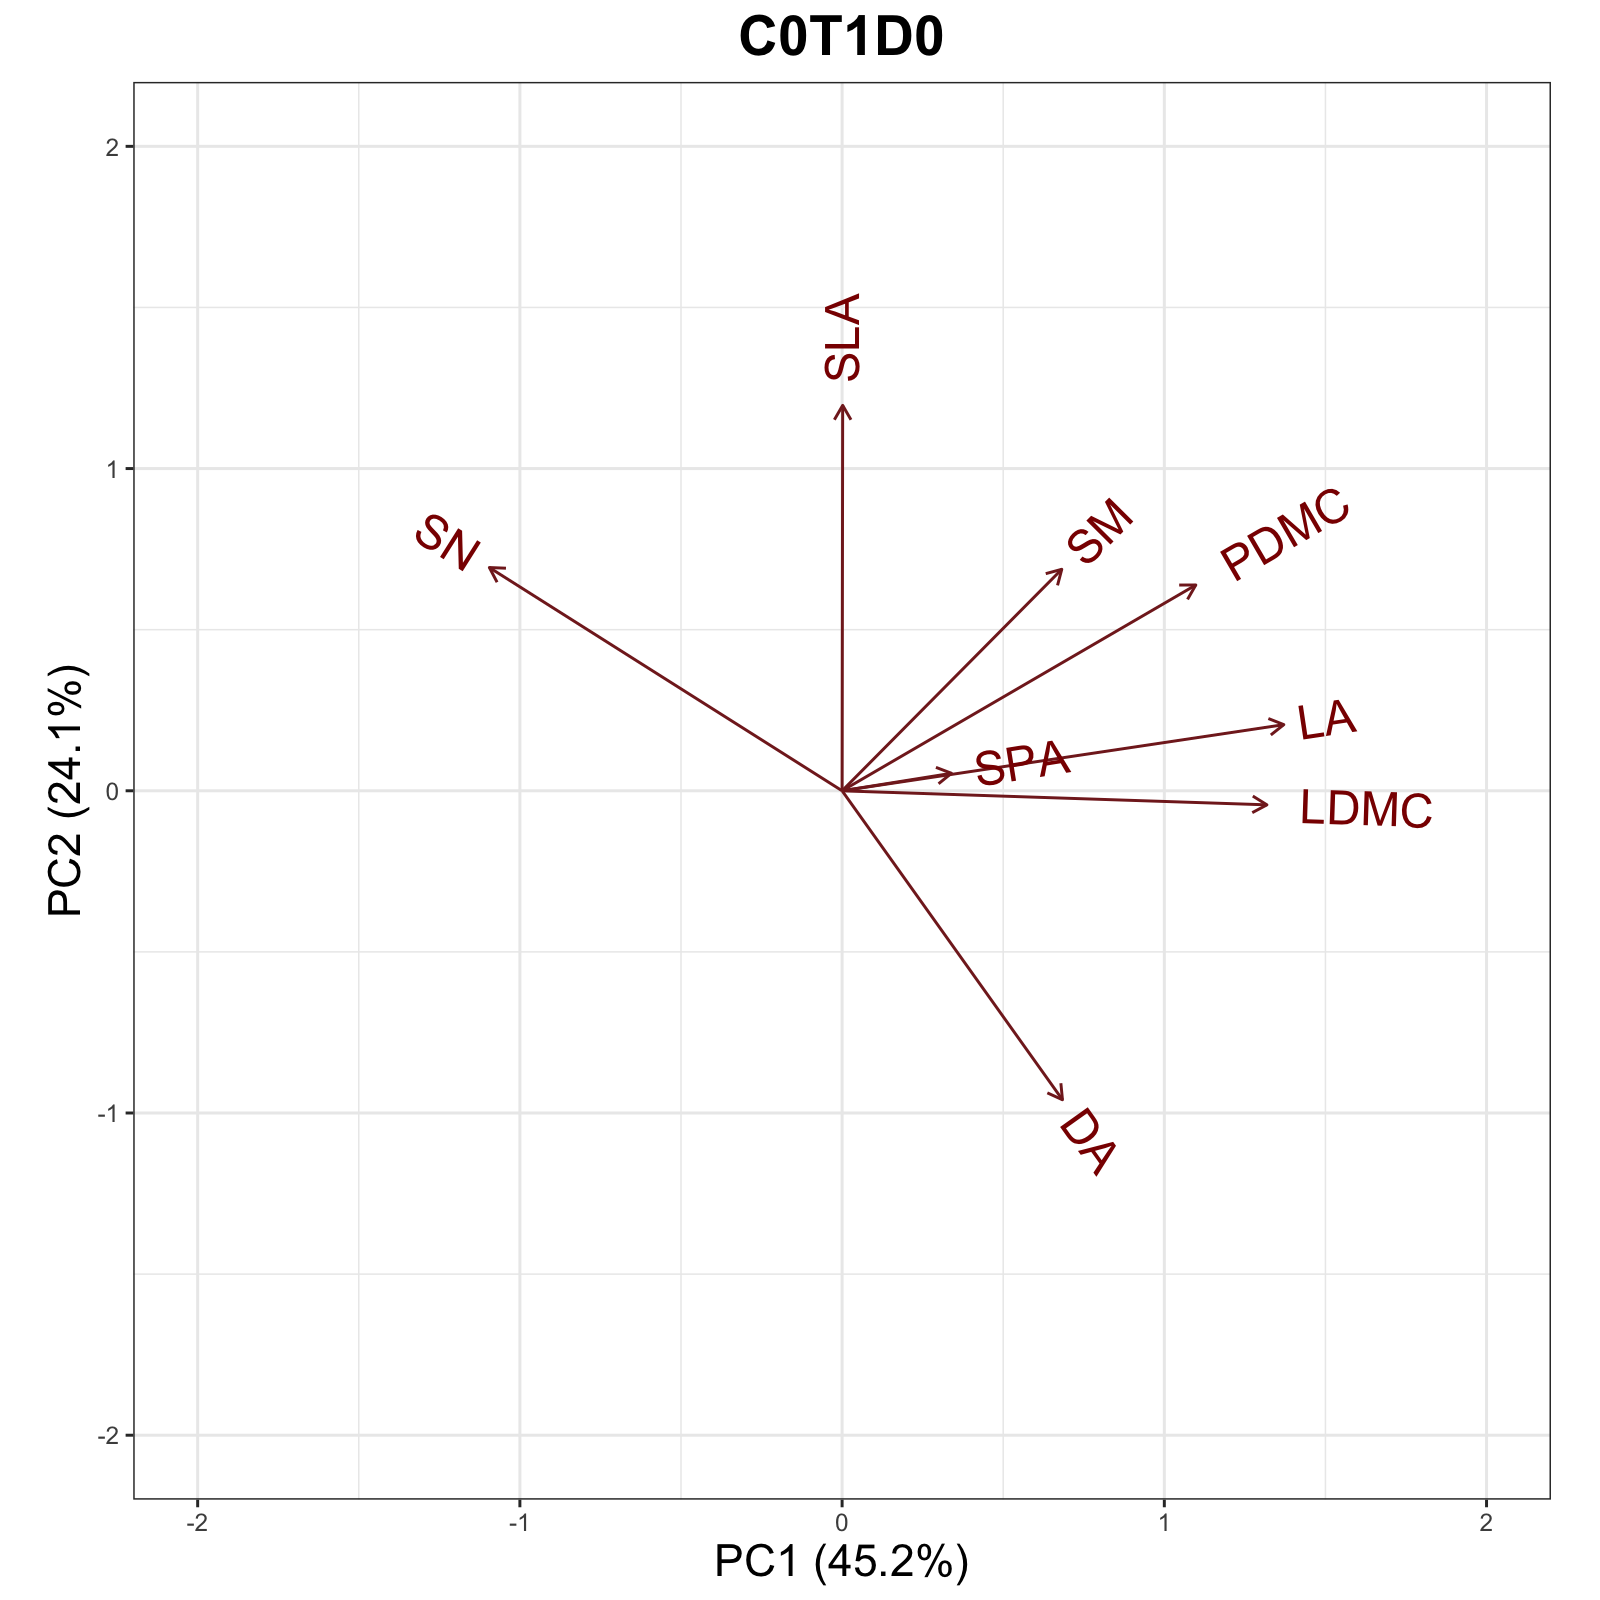 C0T1D0
2
1
0
-1
-2
PC2 (24.1%)
SLA
SN
SM
PDMC
LA
SPA
LDMC
DA
-2
-1
0
1
2
PC1 (45.2%)